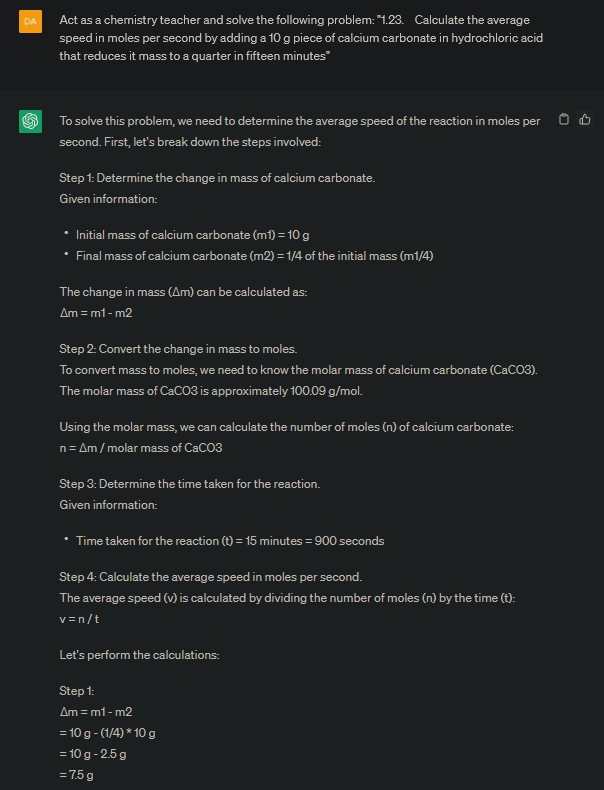 DA
Act as a chemistry teacher and solve the following problem: "1.23. Calculate the average
speed in moles per second by adding a 10 g piece of calcium carbonate in hydrochloric acid
that reduces it mass to a quarter in fifteen minutes"
To solve this problem, we need to determine the average speed of the reaction in moles per
second. First, let's break down the steps involved:
Step 1: Determine the change in mass of calcium carbonate.
Given information:
• Initial mass of calcium carbonate (m1) = 10 g
• Final mass of calcium carbonate (m2) = 1/4 of the initial mass (m1/4)
The change in mass (Δm) can be calculated as:
Δm = m1 - m2
Step 2: Convert the change in mass to moles.
To convert mass to moles, we need to know the molar mass of calcium carbonate (CaCO3).
The molar mass of CaCO3 is approximately 100.09 g/mol.
Using the molar mass, we can calculate the number of moles (n) of calcium carbonate:
n = Δm / molar mass of CaCO3
Step 3: Determine the time taken for the reaction.
Given information:
• Time taken for the reaction (t) = 15 minutes = 900 seconds
Step 4: Calculate the average speed in moles per second.
The average speed (v) is calculated by dividing the number of moles (n) by the time (t):
v = n / t
Let's perform the calculations:
Step 1:
Δm = m1 - m2
= 10 g - (1/4) * 10 g
= 10 g - 2.5 g
= 7.5 g